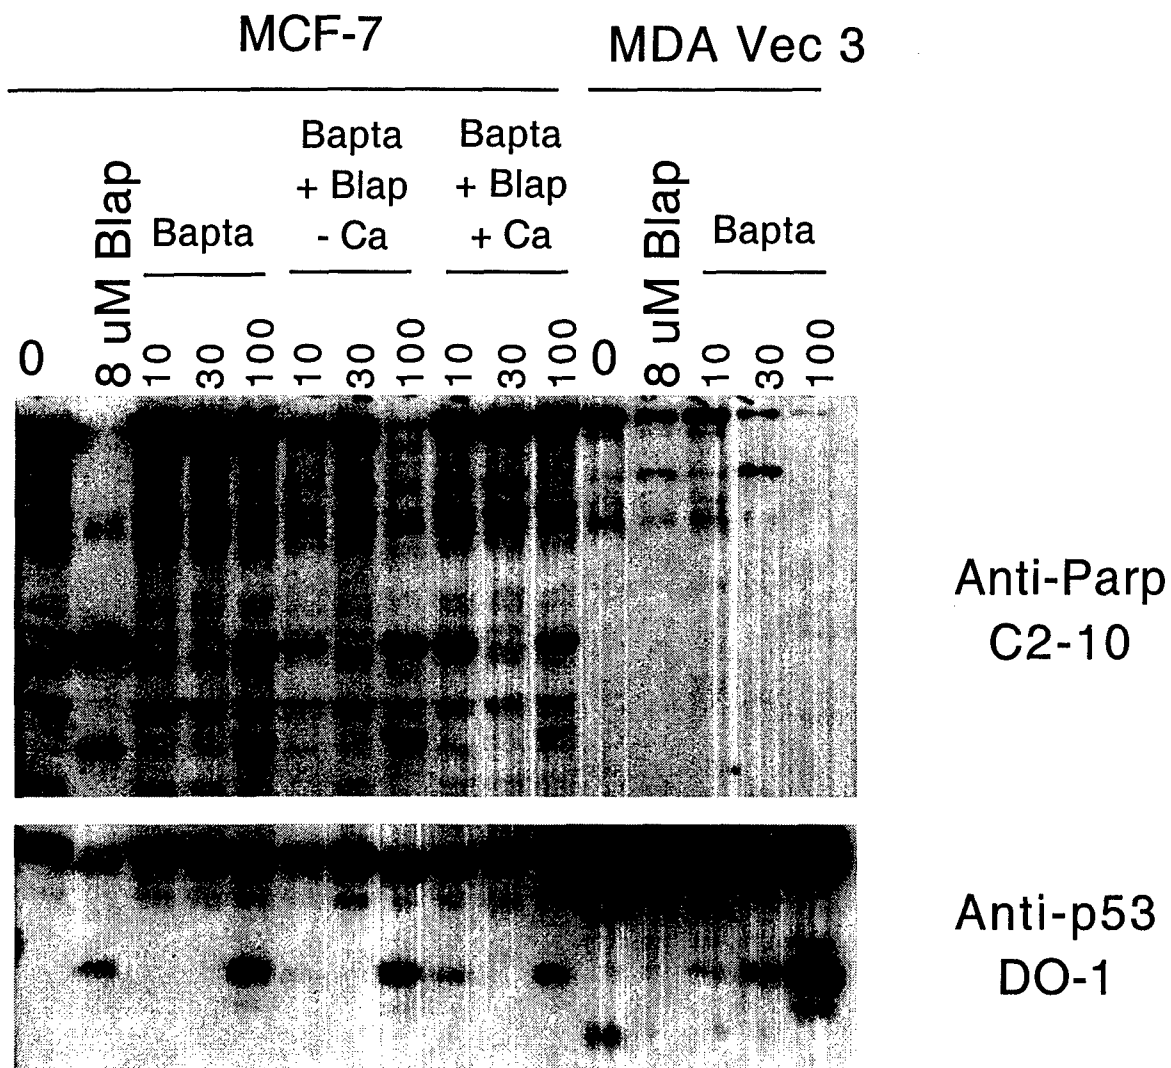 MCF-7
MDA Vec 3
8 uM Blap
Bapta
Bapta
+ Blap
- Ca
Bapta
+ Blap
+ Ca
8 uM Blap
Bapta
0
10
30
100
10
30
100
10
30
100
0
10
30
100
Anti-Parp
C2-10
Anti-p53
DO-1